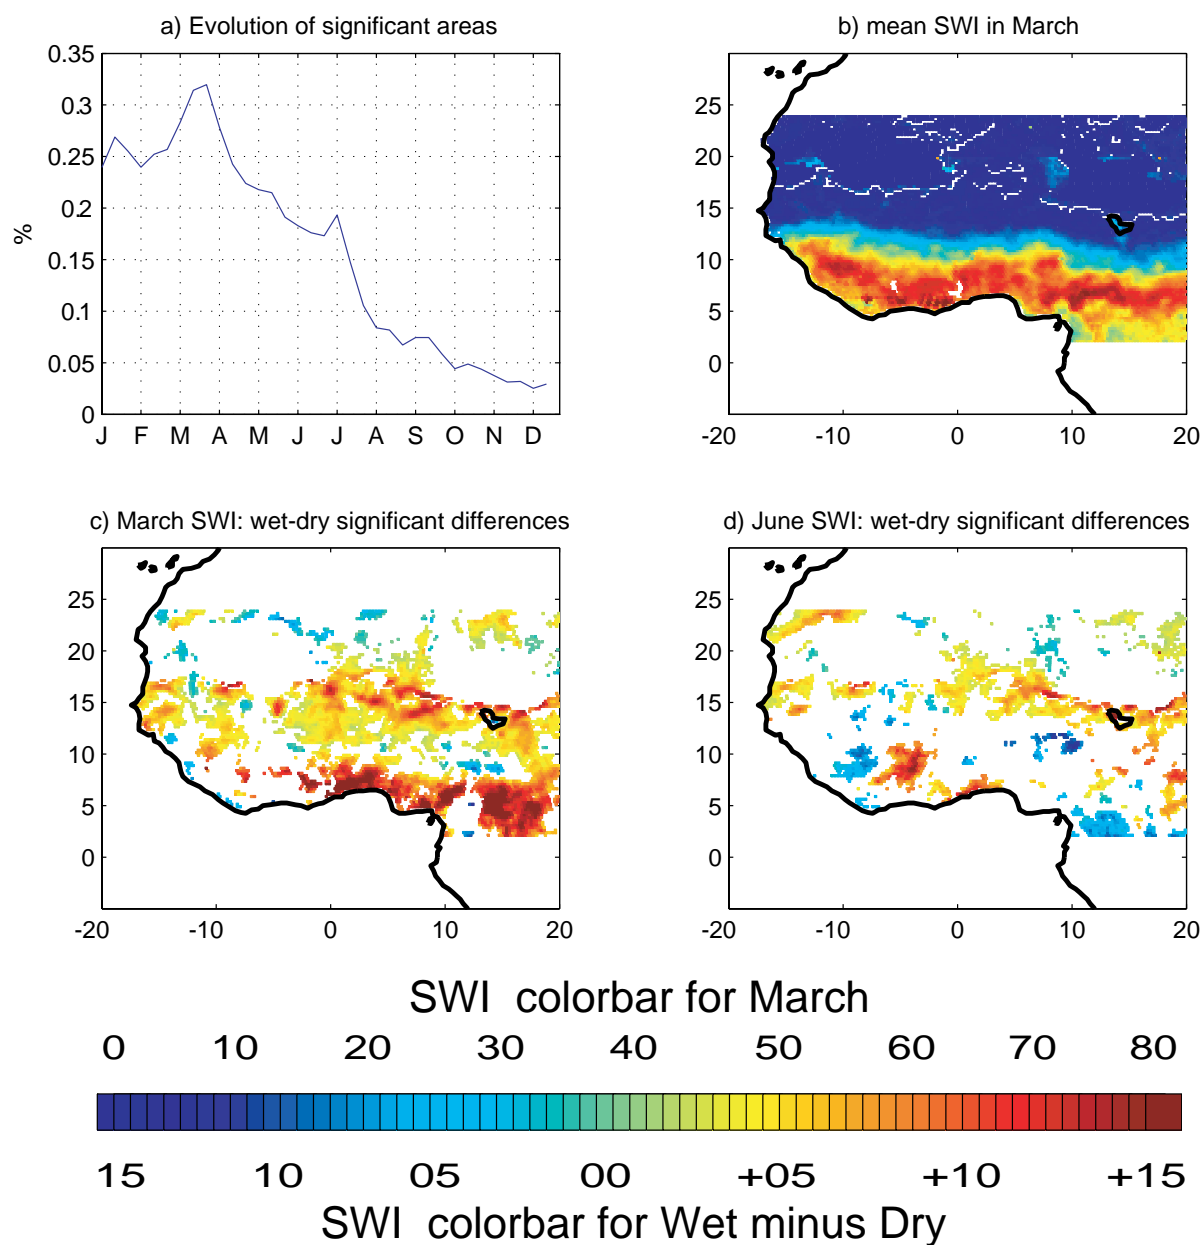 a) Evolution of significant areas
0.35
0.3
0.25
0.2
0.15
0.1
0.05
0
%
J F M A M J J A S O N D
b) mean SWI in March
25
20
15
10
5
0
-20 -10 0 10 20
c) March SWI: wet-dry significant differences
25
20
15
10
5
0
-20 -10 0 10 20
d) June SWI: wet-dry significant differences
25
20
15
10
5
0
-20 -10 0 10 20
SWI colorbar for March
0 10 20 30 40 50 60 70 80
15 10 05 00 +05 +10 +15
SWI colorbar for Wet minus Dry